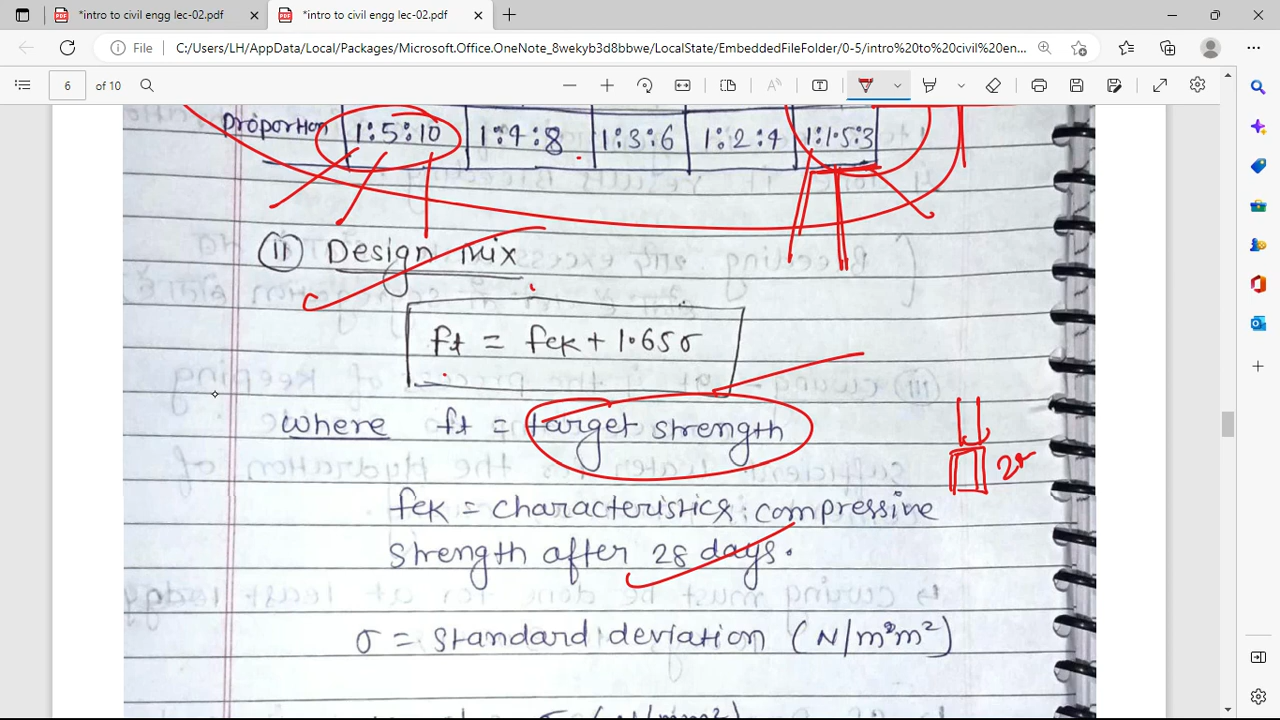 *intro to civil engg lec-02.pdf
*intro to civil engg lec-02.pdf
File
C:/Users/LH/AppData/Local/Packages/Microsoft.Office.OneNote_8wekyb3d8bbwe/LocalState/EmbeddedFileFolder/0-5/intro%20to%20civil%20en...
6 of 10
Proportion 1:5:10 1:4:8 1:3:6 1:2:4 1:1.5:3
(ii) Design mix
ft = fck + 1.65σ
where ft = target strength
fck = characteristics compressive
strength after 28 days.
σ = standard deviation (N/m²m²)